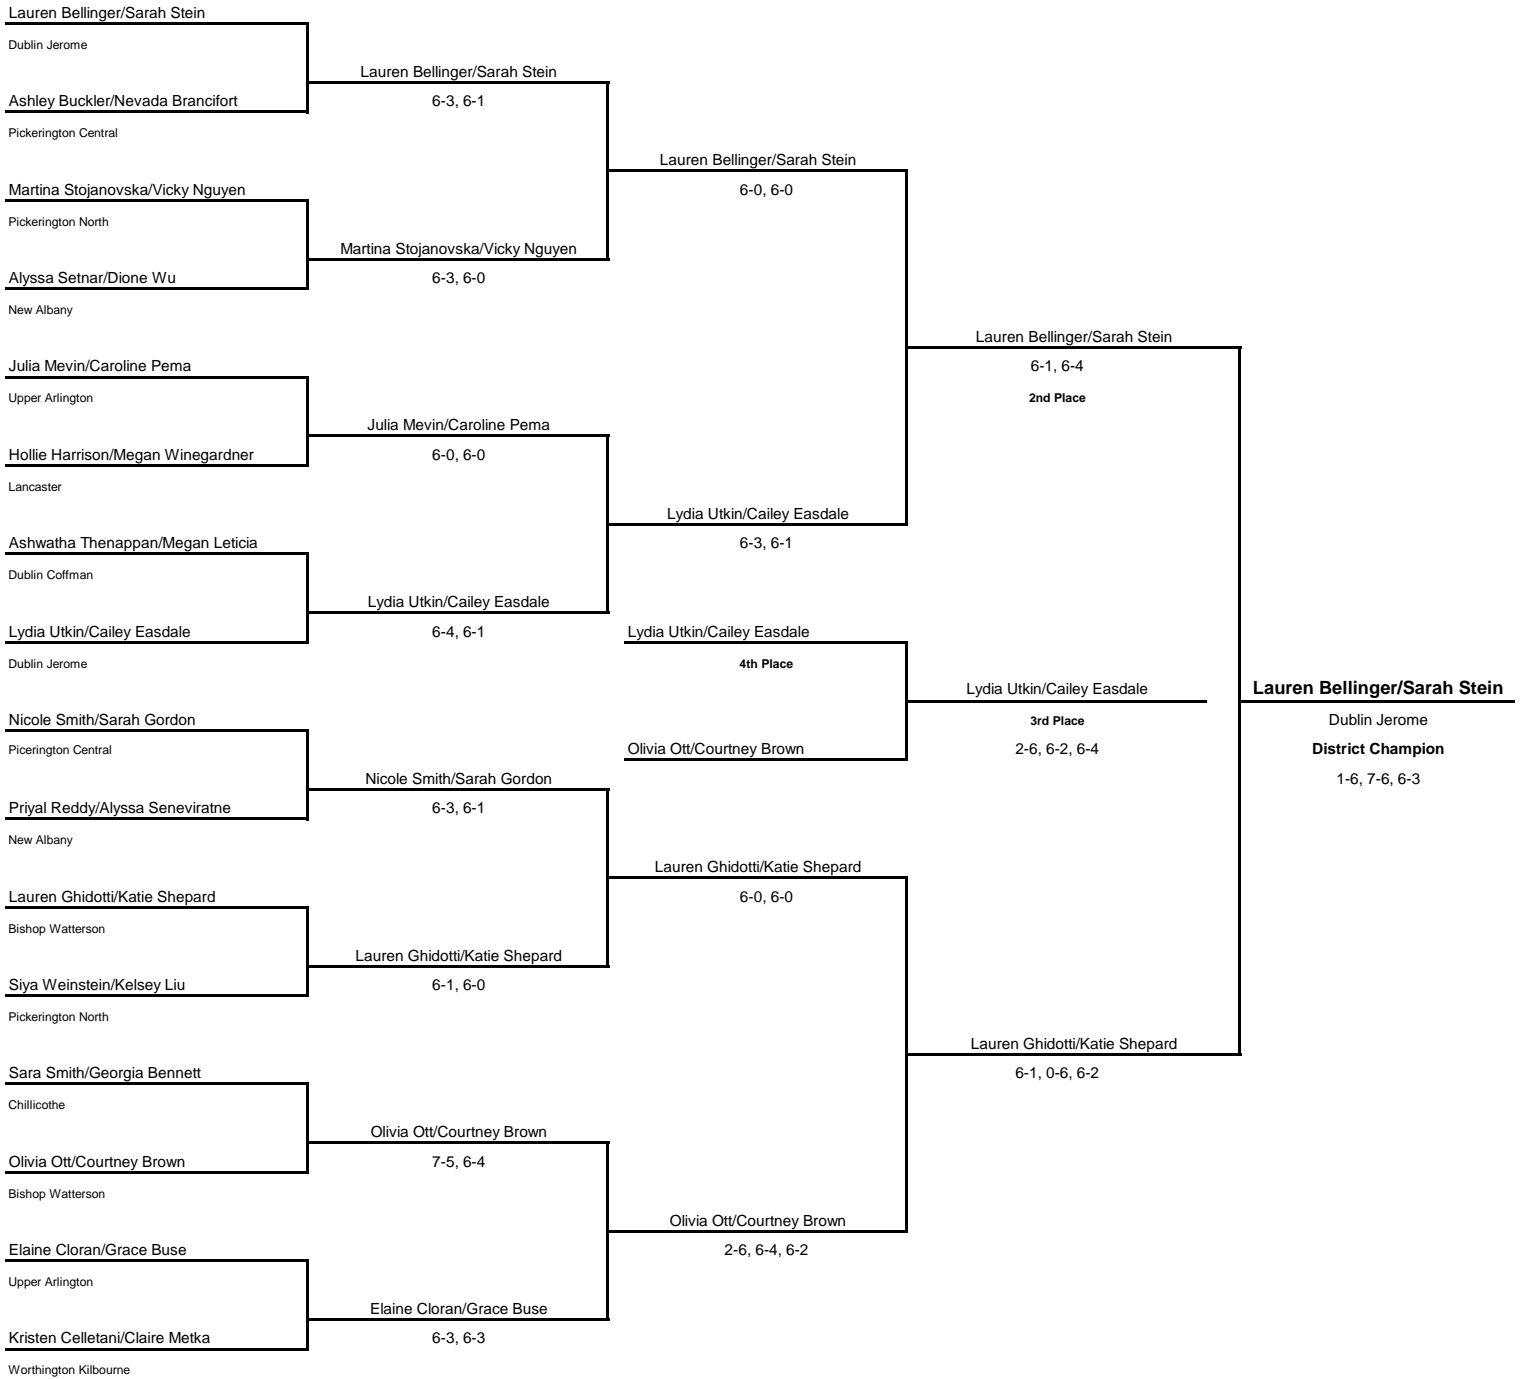 Lauren Bellinger/Sarah Stein
Dublin Jerome
Lauren Bellinger/Sarah Stein
Ashley Buckler/Nevada Brancifort
6-3, 6-1
Pickerington Central
Lauren Bellinger/Sarah Stein
Martina Stojanovska/Vicky Nguyen
6-0, 6-0
Pickerington North
Martina Stojanovska/Vicky Nguyen
Alyssa Setnar/Dione Wu
6-3, 6-0
New Albany
Lauren Bellinger/Sarah Stein
Julia Mevin/Caroline Pema
6-1, 6-4
Upper Arlington
2nd Place
Julia Mevin/Caroline Pema
Hollie Harrison/Megan Winegardner
6-0, 6-0
Lancaster
Lydia Utkin/Cailey Easdale
Ashwatha Thenappan/Megan Leticia
6-3, 6-1
Dublin Coffman
Lydia Utkin/Cailey Easdale
Lydia Utkin/Cailey Easdale
6-4, 6-1
Lydia Utkin/Cailey Easdale
Dublin Jerome
4th Place
Lydia Utkin/Cailey Easdale
Lauren Bellinger/Sarah Stein
Nicole Smith/Sarah Gordon
3rd Place
Dublin Jerome
Picerington Central
Olivia Ott/Courtney Brown
2-6, 6-2, 6-4
District Champion
Nicole Smith/Sarah Gordon
1-6, 7-6, 6-3
Priyal Reddy/Alyssa Seneviratne
6-3, 6-1
New Albany
Lauren Ghidotti/Katie Shepard
Lauren Ghidotti/Katie Shepard
6-0, 6-0
Bishop Watterson
Lauren Ghidotti/Katie Shepard
Siya Weinstein/Kelsey Liu
6-1, 6-0
Pickerington North
Lauren Ghidotti/Katie Shepard
Sara Smith/Georgia Bennett
6-1, 0-6, 6-2
Chillicothe
Olivia Ott/Courtney Brown
Olivia Ott/Courtney Brown
7-5, 6-4
Bishop Watterson
Olivia Ott/Courtney Brown
Elaine Cloran/Grace Buse
2-6, 6-4, 6-2
Upper Arlington
Elaine Cloran/Grace Buse
Kristen Celletani/Claire Metka
6-3, 6-3
Worthington Kilbourne